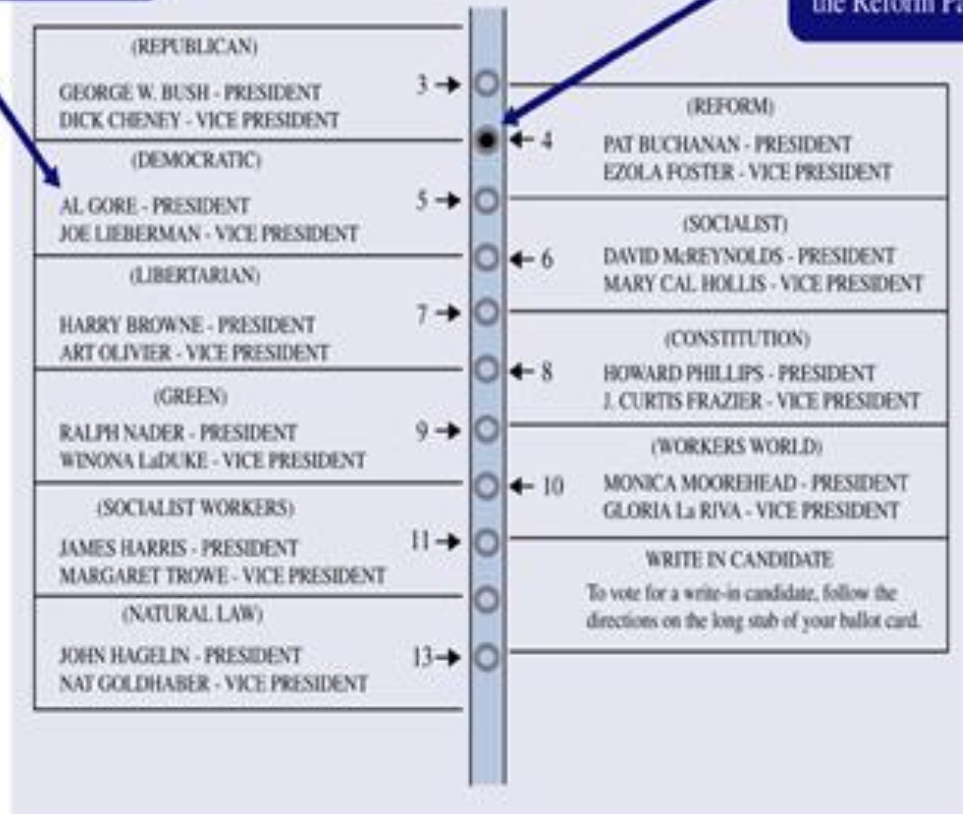 the Reform Pa
(REPUBLICAN)
GEORGE W. BUSH - PRESIDENT
DICK CHENEY - VICE PRESIDENT
3
(DEMOCRATIC)
AL GORE - PRESIDENT
JOE LIEBERMAN - VICE PRESIDENT
5
(LIBERTARIAN)
HARRY BROWNE - PRESIDENT
ART OLIVIER - VICE PRESIDENT
7
(GREEN)
RALPH NADER - PRESIDENT
WINONA LaDUKE - VICE PRESIDENT
9
(SOCIALIST WORKERS)
JAMES HARRIS - PRESIDENT
MARGARET TROWE - VICE PRESIDENT
11
(NATURAL LAW)
JOHN HAGELIN - PRESIDENT
NAT GOLDHABER - VICE PRESIDENT
13
(REFORM)
4
PAT BUCHANAN - PRESIDENT
EZOLA FOSTER - VICE PRESIDENT
(SOCIALIST)
6
DAVID McREYNOLDS - PRESIDENT
MARY CAL HOLLIS - VICE PRESIDENT
(CONSTITUTION)
8
HOWARD PHILLIPS - PRESIDENT
J. CURTIS FRAZIER - VICE PRESIDENT
(WORKERS WORLD)
10
MONICA MOOREHEAD - PRESIDENT
GLORIA La RIVA - VICE PRESIDENT
WRITE IN CANDIDATE
To vote for a write-in candidate, follow the
directions on the long stub of your ballot card.